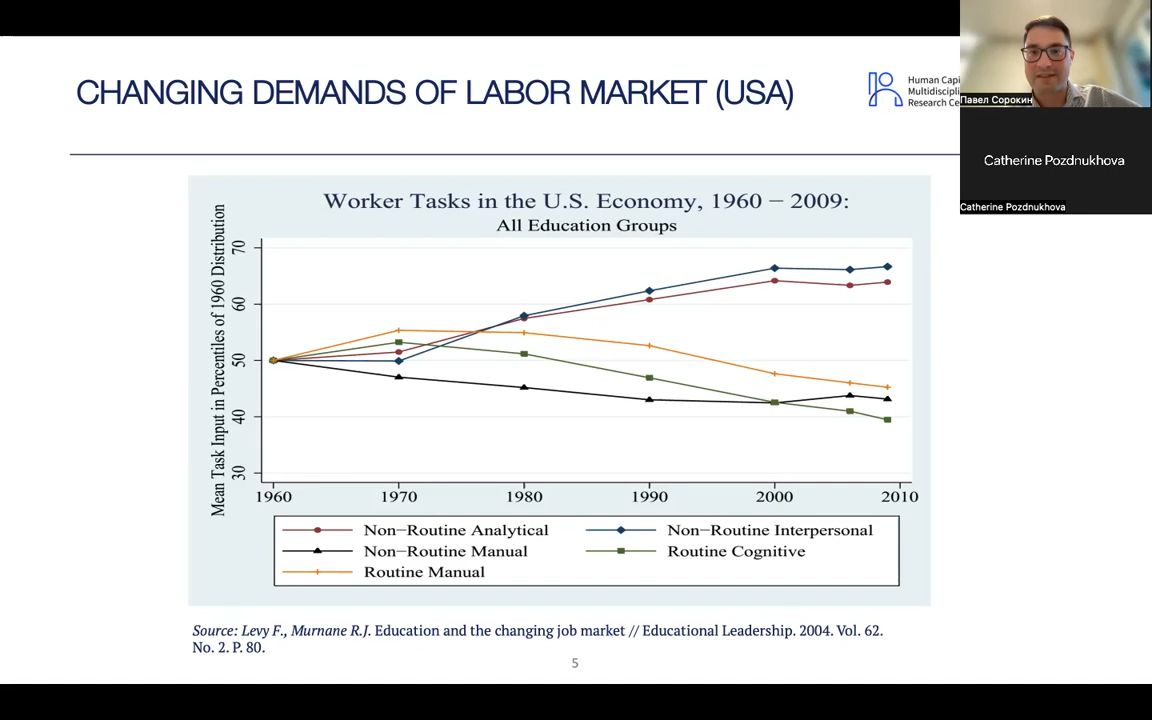 CHANGING DEMANDS OF LABOR MARKET (USA)
Human Capi
Multidiscipli
Research Ce
Павел Сорокин
Catherine Pozdnukhova
Catherine Pozdnukhova
Worker Tasks in the U.S. Economy, 1960 − 2009:
All Education Groups
Mean Task Input in Percentiles of 1960 Distribution
70
60
50
40
30
1960 1970 1980 1990 2000 2010
Non−Routine Analytical Non−Routine Interpersonal
Non−Routine Manual Routine Cognitive
Routine Manual
Source: Levy F., Murnane R.J. Education and the changing job market // Educational Leadership. 2004. Vol. 62.
No. 2. P. 80.
5